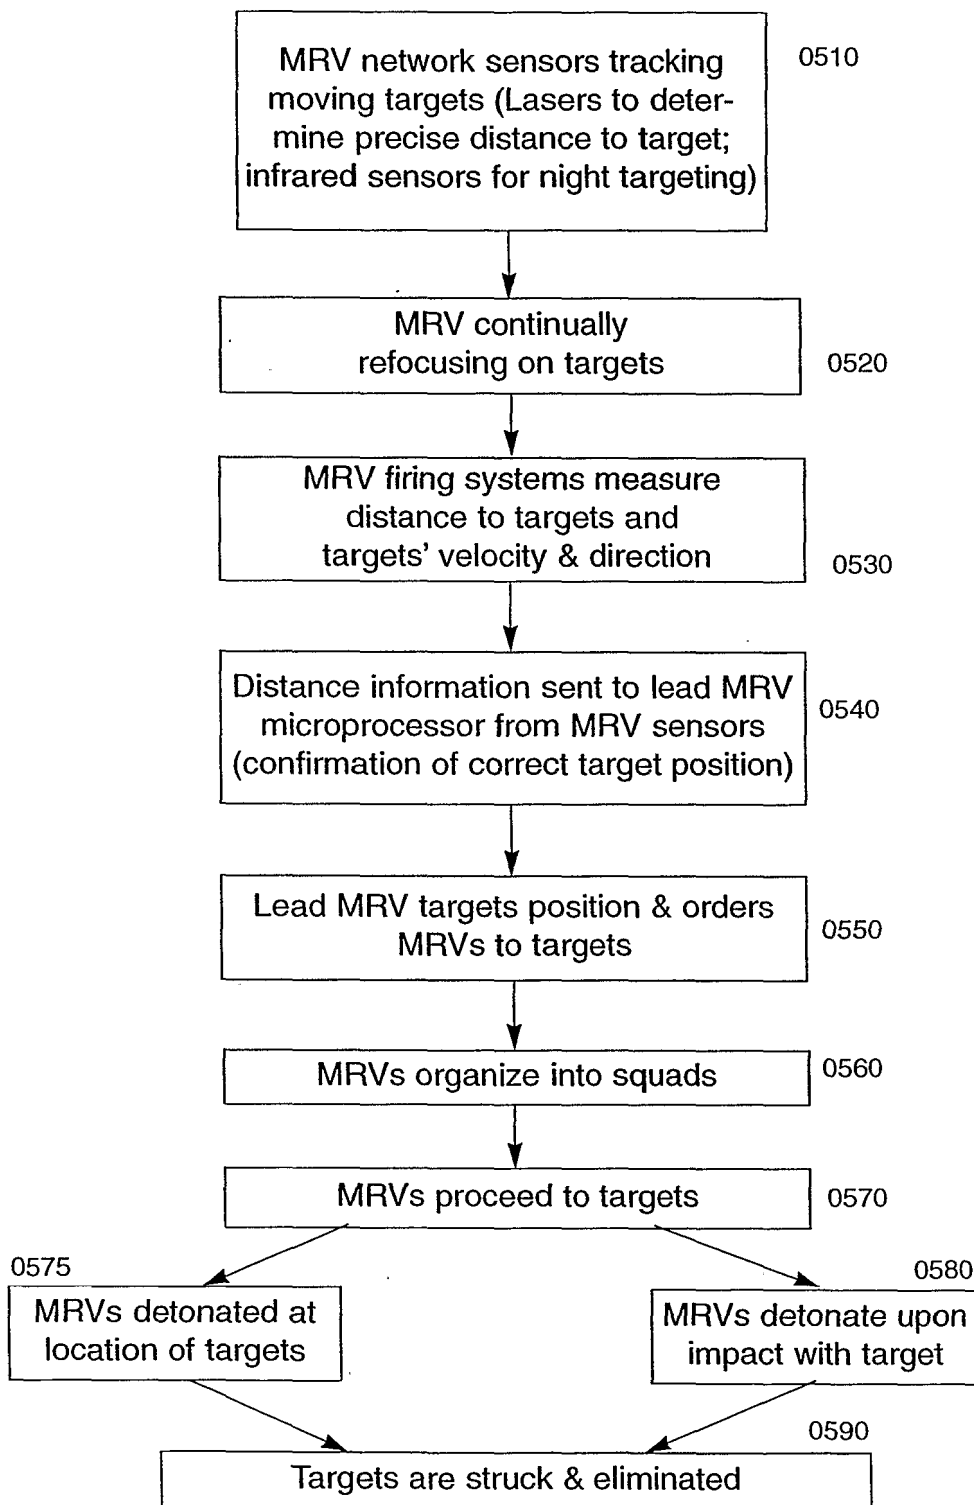 MRV network sensors tracking
moving targets (Lasers to deter-
mine precise distance to target;
infrared sensors for night targeting)
0510
MRV continually
refocusing on targets
0520
MRV firing systems measure
distance to targets and
targets' velocity & direction
0530
Distance information sent to lead MRV
microprocessor from MRV sensors
(confirmation of correct target position)
0540
Lead MRV targets position & orders
MRVs to targets
0550
MRVs organize into squads
0560
MRVs proceed to targets
0570
0575
MRVs detonated at
location of targets
0580
MRVs detonate upon
impact with target
0590
Targets are struck & eliminated